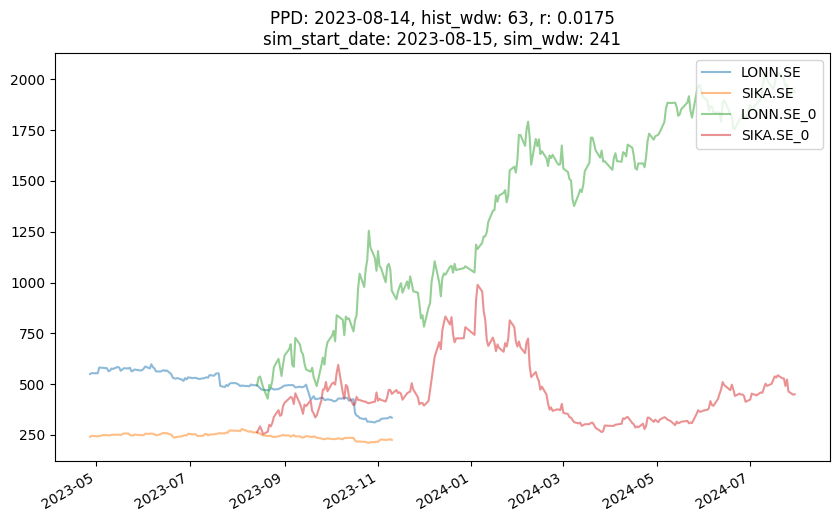 PPD: 2023-08-14, hist_wdw: 63, r: 0.0175
sim_start_date: 2023-08-15, sim_wdw: 241
2000
1750
1500
1250
1000
750
500
250
LONN.SE
SIKA.SE
LONN.SE_0
SIKA.SE_0
2023-05
2023-07
2023-09
2023-11
2024-01
2024-03
2024-05
2024-07